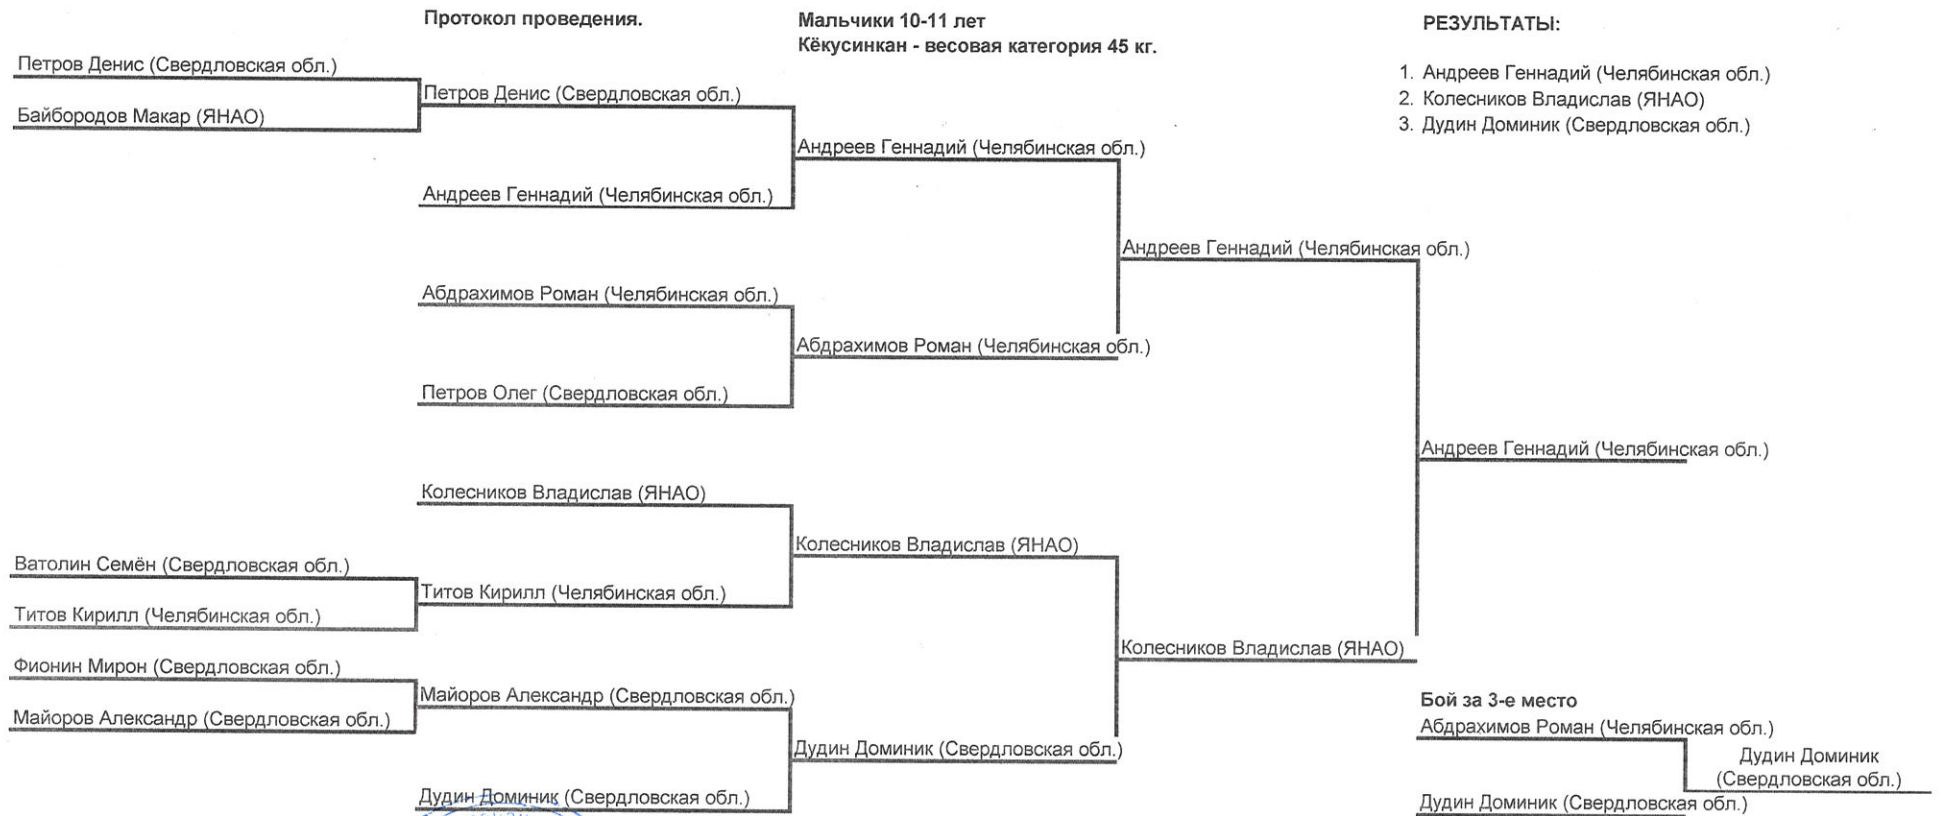 Протокол проведения.
Мальчики 10-11 лет
Кёкусинкан - весовая категория 45 кг.
РЕЗУЛЬТАТЫ:
1. Андреев Геннадий (Челябинская обл.)
2. Колесников Владислав (ЯНАО)
3. Дудин Доминик (Свердловская обл.)
Петров Денис (Свердловская обл.)
Байбородов Макар (ЯНАО)
Ватолин Семён (Свердловская обл.)
Титов Кирилл (Челябинская обл.)
Фионин Мирон (Свердловская обл.)
Майоров Александр (Свердловская обл.)
Петров Денис (Свердловская обл.)
Андреев Геннадий (Челябинская обл.)
Абдрахимов Роман (Челябинская обл.)
Петров Олег (Свердловская обл.)
Колесников Владислав (ЯНАО)
Титов Кирилл (Челябинская обл.)
Майоров Александр (Свердловская обл.)
Дудин Доминик (Свердловская обл.)
Андреев Геннадий (Челябинская обл.)
Абдрахимов Роман (Челябинская обл.)
Колесников Владислав (ЯНАО)
Дудин Доминик (Свердловская обл.)
Андреев Геннадий (Челябинская обл.)
Колесников Владислав (ЯНАО)
Андреев Геннадий (Челябинская обл.)
Бой за 3-е место
Абдрахимов Роман (Челябинская обл.)
Дудин Доминик (Свердловская обл.)
Дудин Доминик
(Свердловская обл.)